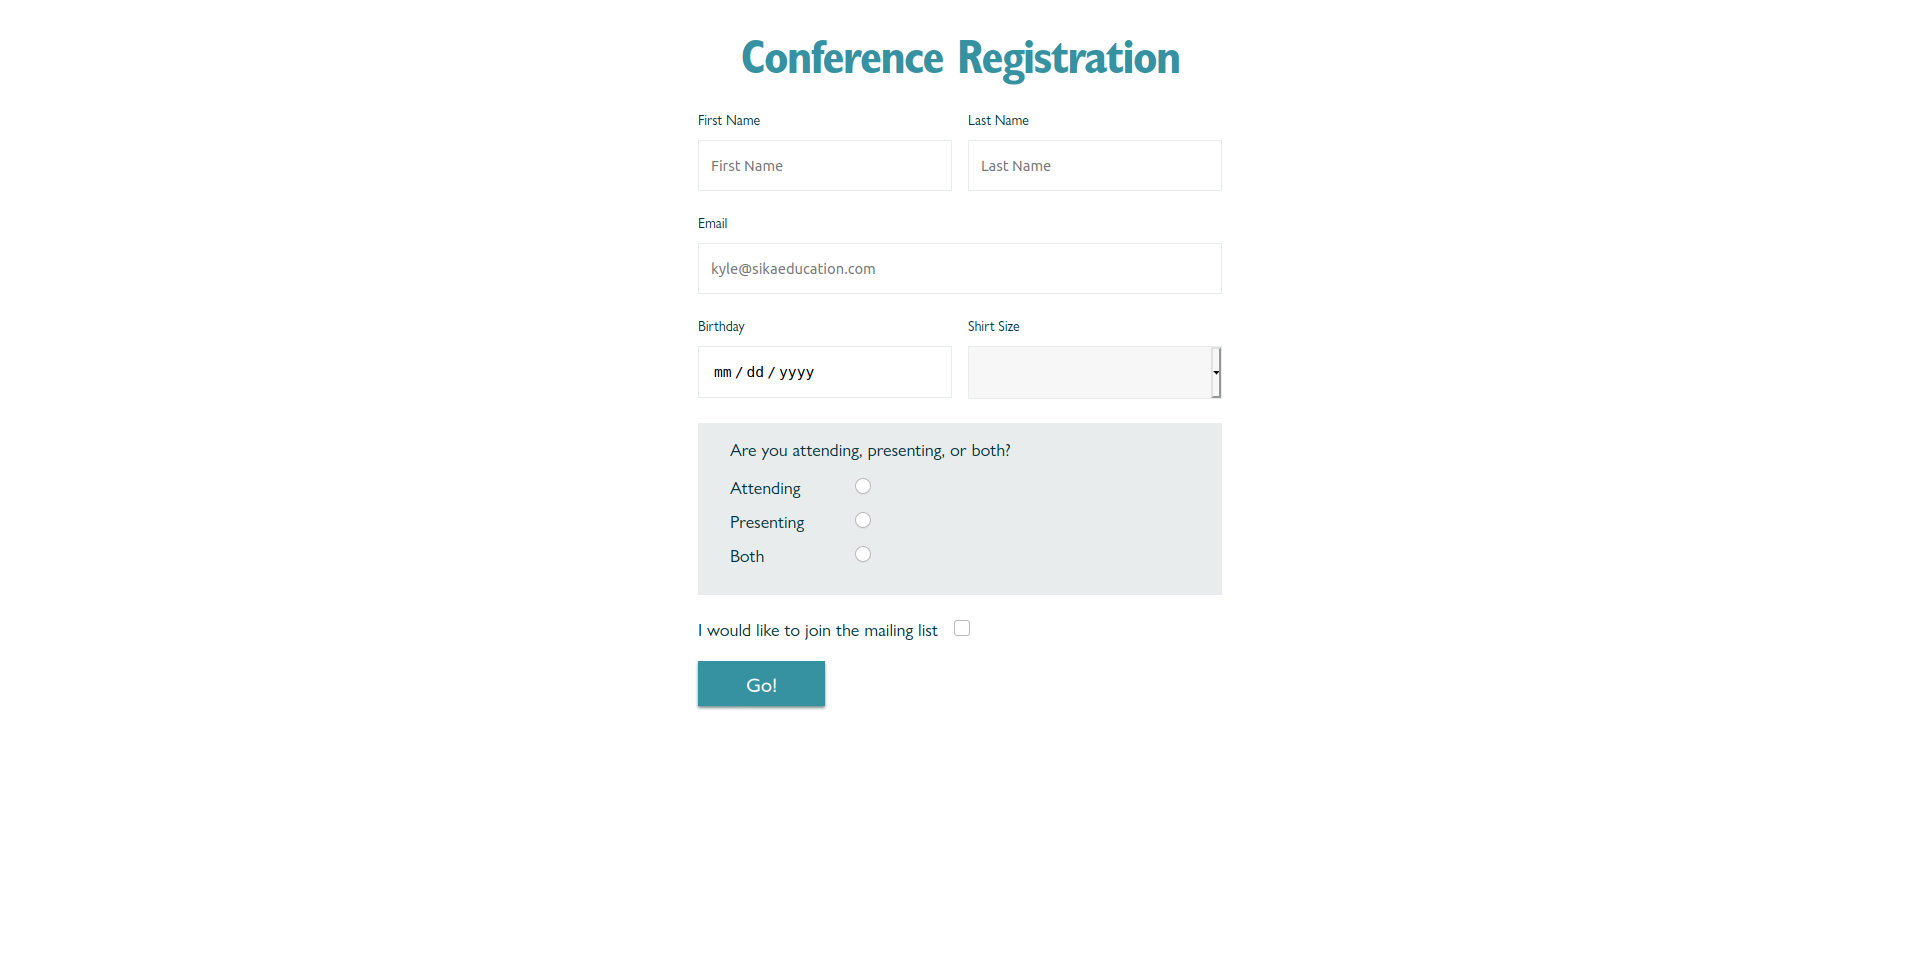 Conference Registration
First Name Last Name
First Name Last Name
Email
kyle@sikaeducation.com
Birthday Shirt Size
mm / dd / yyyy
Are you attending, presenting, or both?
Attending
Presenting
Both
I would like to join the mailing list
Go!